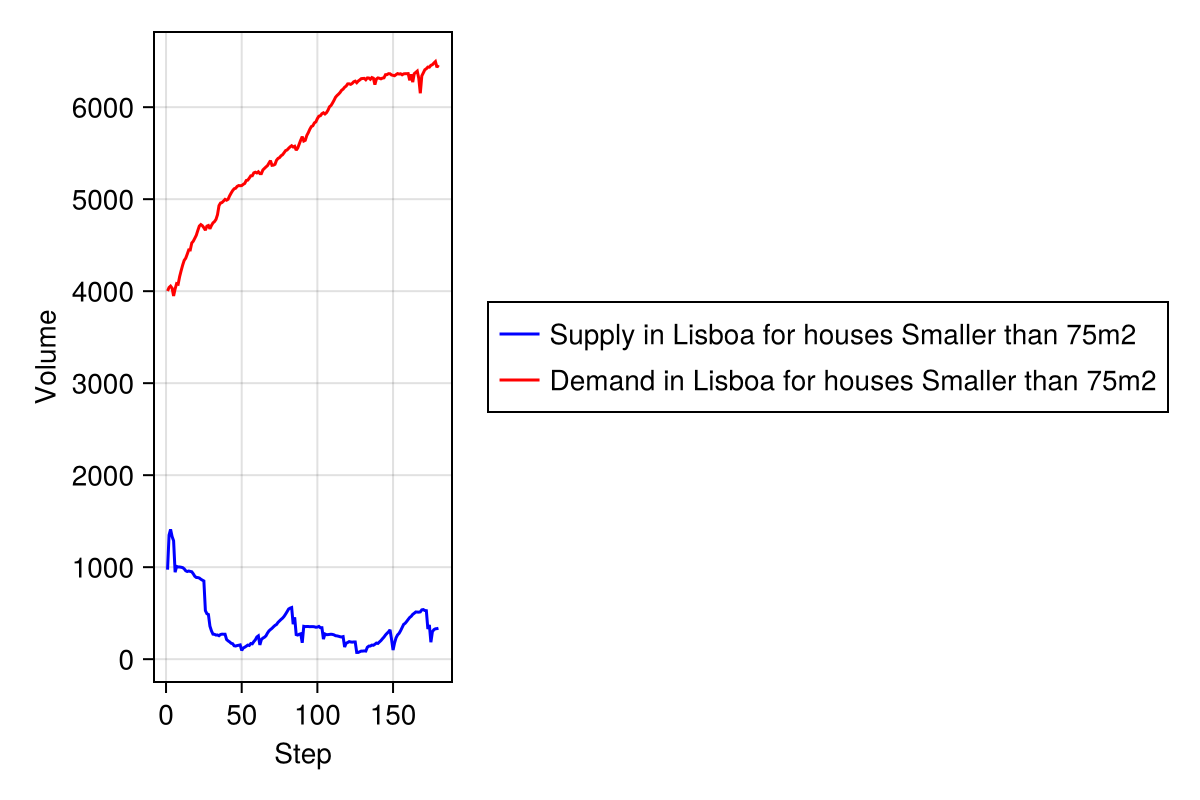 6000
5000
4000
3000
2000
1000
0
Volume
0 50 100 150
Step
Supply in Lisboa for houses Smaller than 75m2
Demand in Lisboa for houses Smaller than 75m2